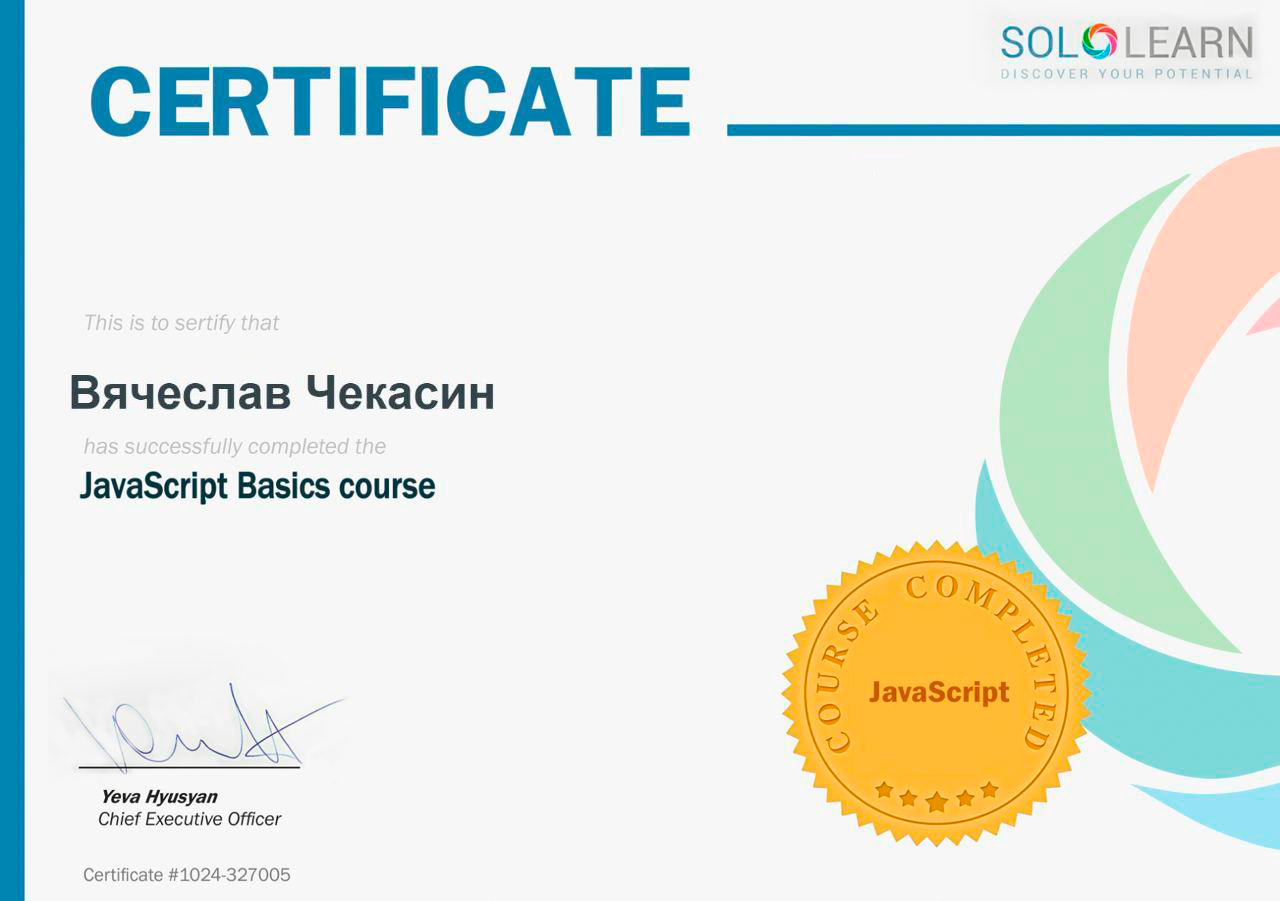 SOLOLEARN
DISCOVER YOUR POTENTIAL
CERTIFICATE
This is to sertify that
Вячеслав Чекасин
has successfully completed the
JavaScript Basics course
COURSE COMPLETED
JavaScript
Yeva Hyusyan
Chief Executive Officer
Certificate #1024-327005